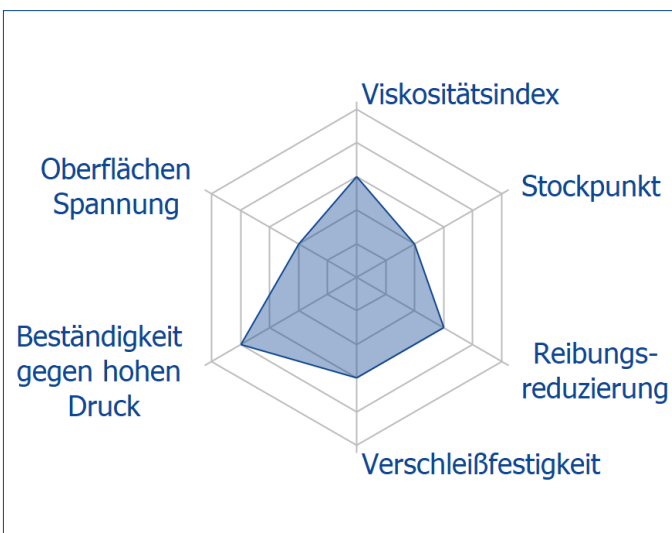 Viskositätsindex
Oberflächen
Spannung
Stockpunkt
Beständigkeit
gegen hohen
Druck
Reibungs-
reduzierung
Verschleißfestigkeit